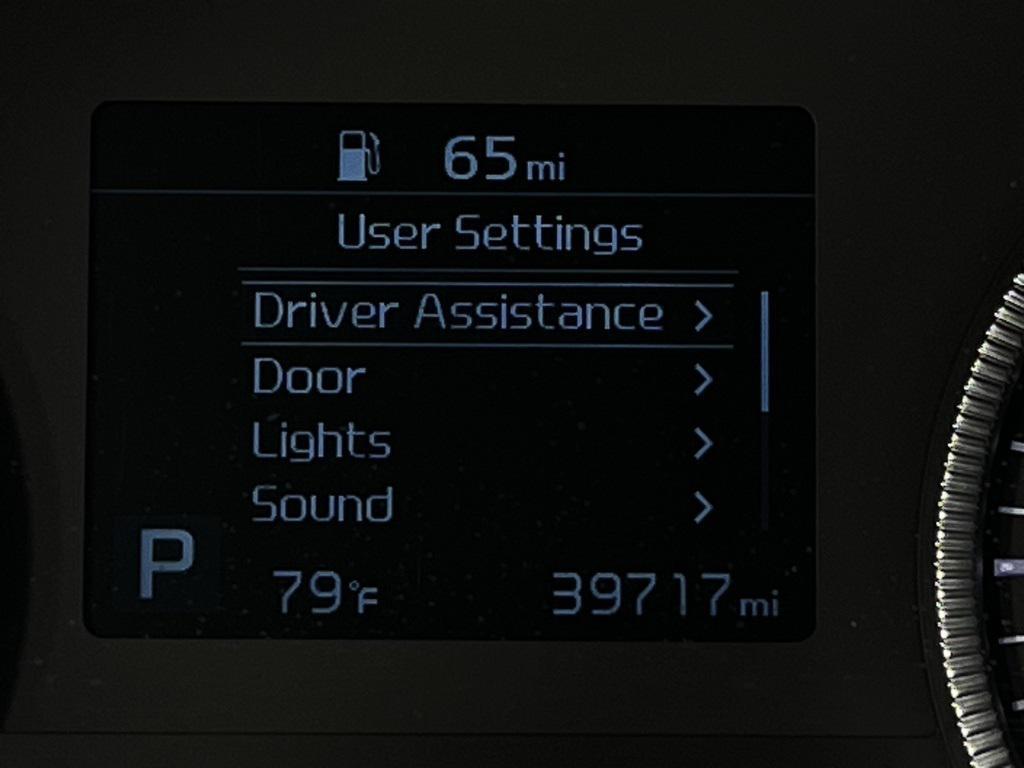 65 mi
User Settings
Driver Assistance >
Door >
Lights >
Sound >
P
79°F 39717 mi